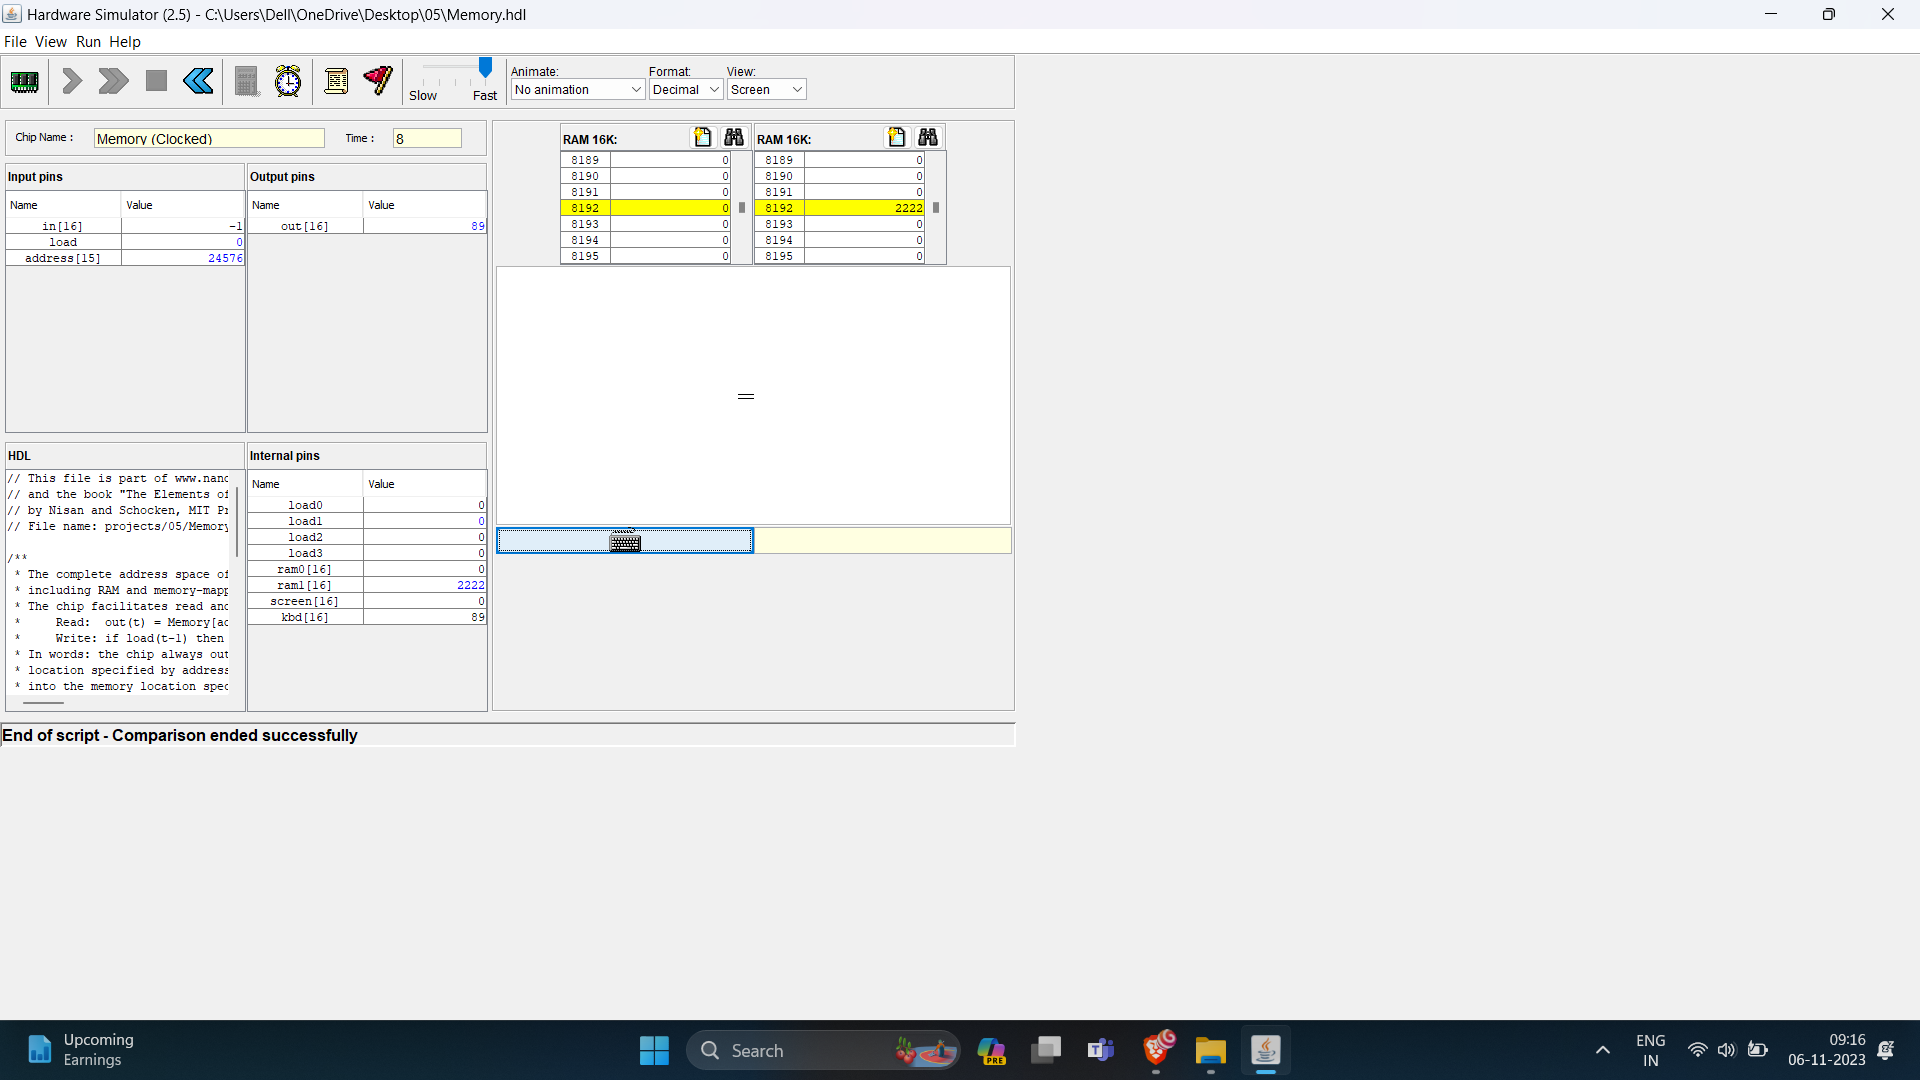 Hardware Simulator (2.5) - C:\Users\Dell\OneDrive\Desktop\05\Memory.hdl
File View Run Help
Slow Fast
Animate: Format: View:
No animation Decimal Screen
Chip Name : Memory (Clocked) Time : 8
Input pins
Name Value
in[16] -1
load 0
address[15] 24576
Output pins
Name Value
out[16] 89
RAM 16K:
8189 0
8190 0
8191 0
8192 0
8193 0
8194 0
8195 0
RAM 16K:
8189 0
8190 0
8191 0
8192 2222
8193 0
8194 0
8195 0
HDL
// This file is part of www.nand
// and the book "The Elements of
// by Nisan and Schocken, MIT Pr
// File name: projects/05/Memory
/**
* The complete address space of
* including RAM and memory-mapp
* The chip facilitates read and
* Read: out(t) = Memory[ad
* Write: if load(t-1) then
* In words: the chip always out
* location specified by address
* into the memory location spec
Internal pins
Name Value
load0 0
load1 0
load2 0
load3 0
ram0[16] 0
ram1[16] 2222
screen[16] 0
kbd[16] 89
End of script - Comparison ended successfully
Upcoming
Earnings
Search
PRE
ENG
IN
09:16
06-11-2023